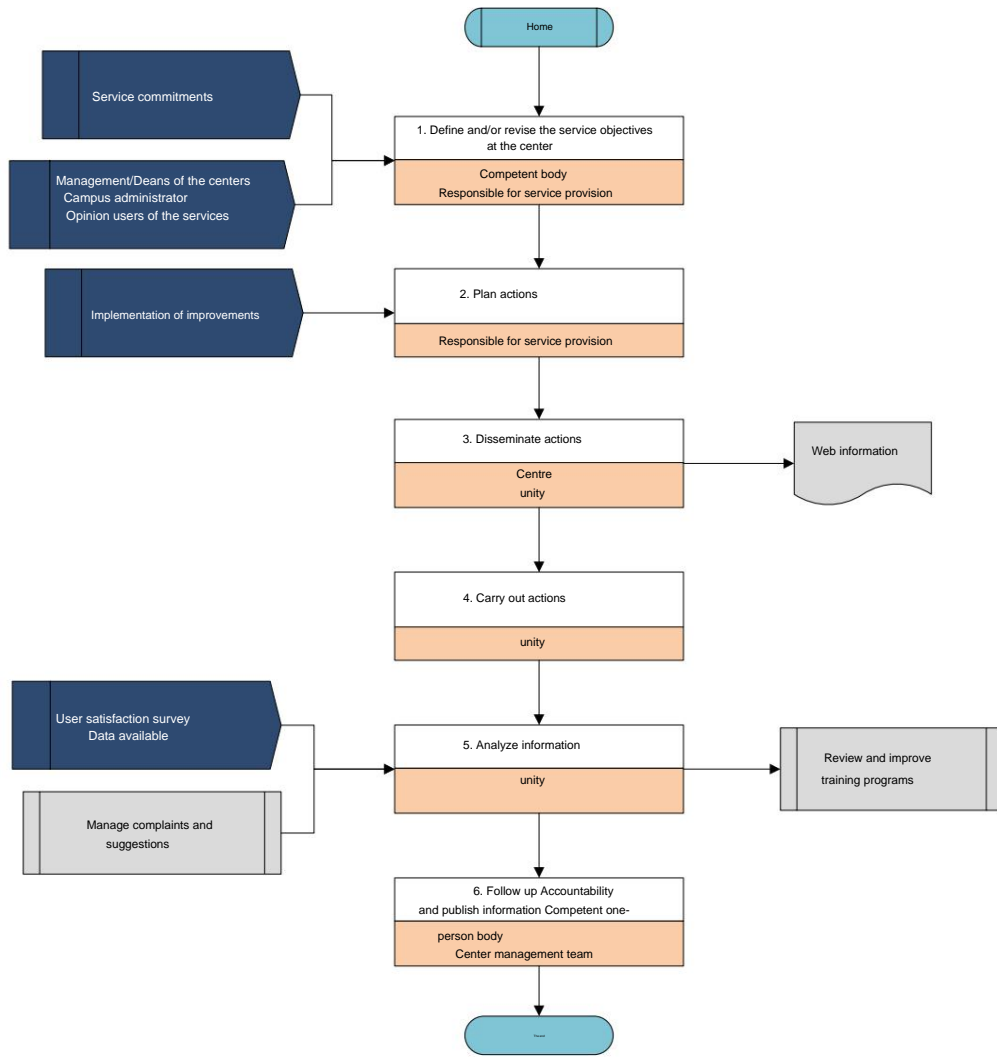 Home
Service commitments
1. Define and/or revise the service objectives
at the center
Competent body
Responsible for service provision
Management/Deans of the centers
Campus administrator
Opinion users of the services
2. Plan actions
Responsible for service provision
Implementation of improvements
3. Disseminate actions
Centre
unity
Web information
4. Carry out actions
unity
User satisfaction survey
Data available
5. Analyze information
unity
Review and improve
training programs
Manage complaints and
suggestions
6. Follow up Accountability
and publish information Competent one-
person body
Center management team